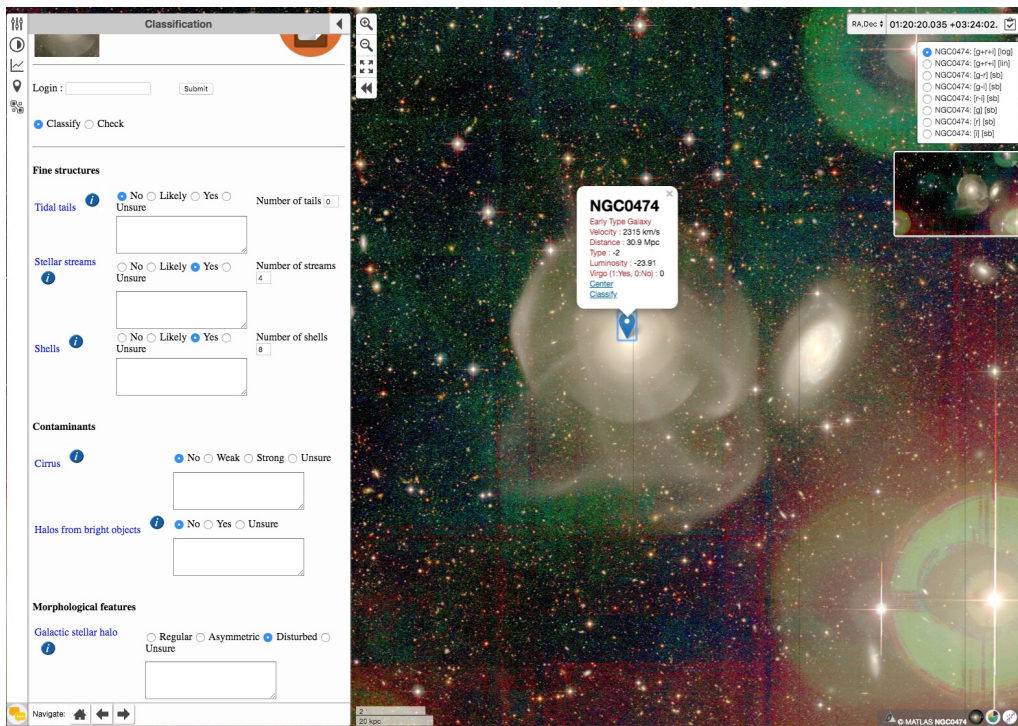 Classification
Login :
Submit
Classify Check
Fine structures
Tidal tails
No Likely Yes
Unsure
Number of tails 0
Stellar streams
No Likely Yes
Unsure
Number of streams
4
Shells
No Likely Yes
Unsure
Number of shells
8
Contaminants
Cirrus
No Weak Strong Unsure
Halos from bright objects
No Yes Unsure
Morphological features
Galactic stellar halo
Regular Asymmetric Disturbed
Unsure
Navigate:
RA,Dec 01:20:20.035 +03:24:02.
NGC0474: [g+r+i] [log]
NGC0474: [g+r+i] [lin]
NGC0474: [g-r] [sb]
NGC0474: [g-i] [sb]
NGC0474: [r-i] [sb]
NGC0474: [g] [sb]
NGC0474: [r] [sb]
NGC0474: [i] [sb]
×
NGC0474
Early Type Galaxy
Velocity : 2315 km/s
Distance : 30.9 Mpc
Type : -2
Luminosity : -23.91
Virgo (1:Yes, 0:No) : 0
Center
Classify
2 '
20 kpc
© MATLAS NGC0474